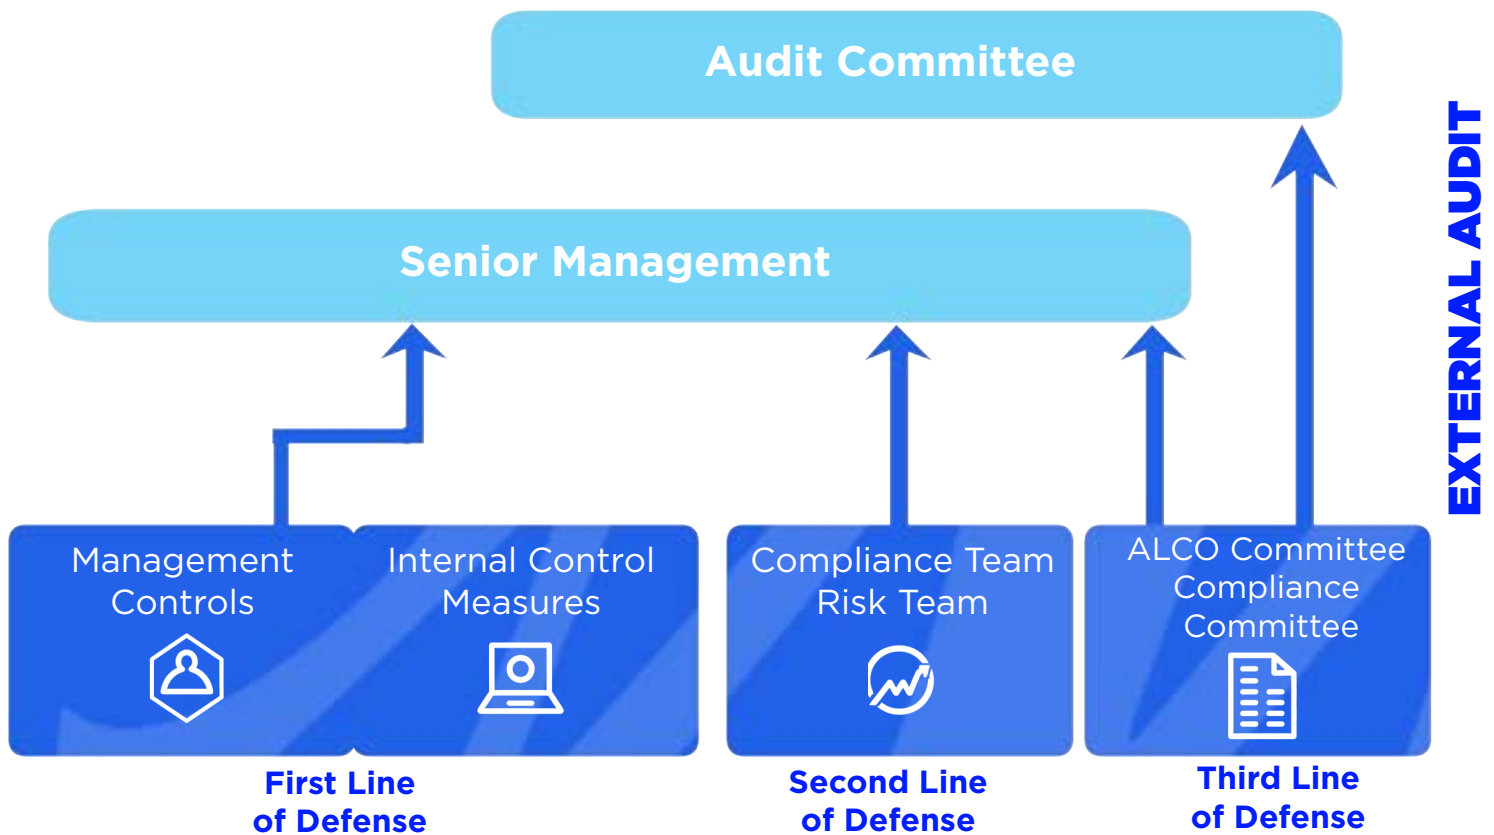 Audit Committee
EXTERNAL AUDIT
Senior Management
Management
Controls
Internal Control
Measures
Compliance Team
Risk Team
ALCO Committee
Compliance
Committee
First Line
of Defense
Second Line
of Defense
Third Line
of Defense